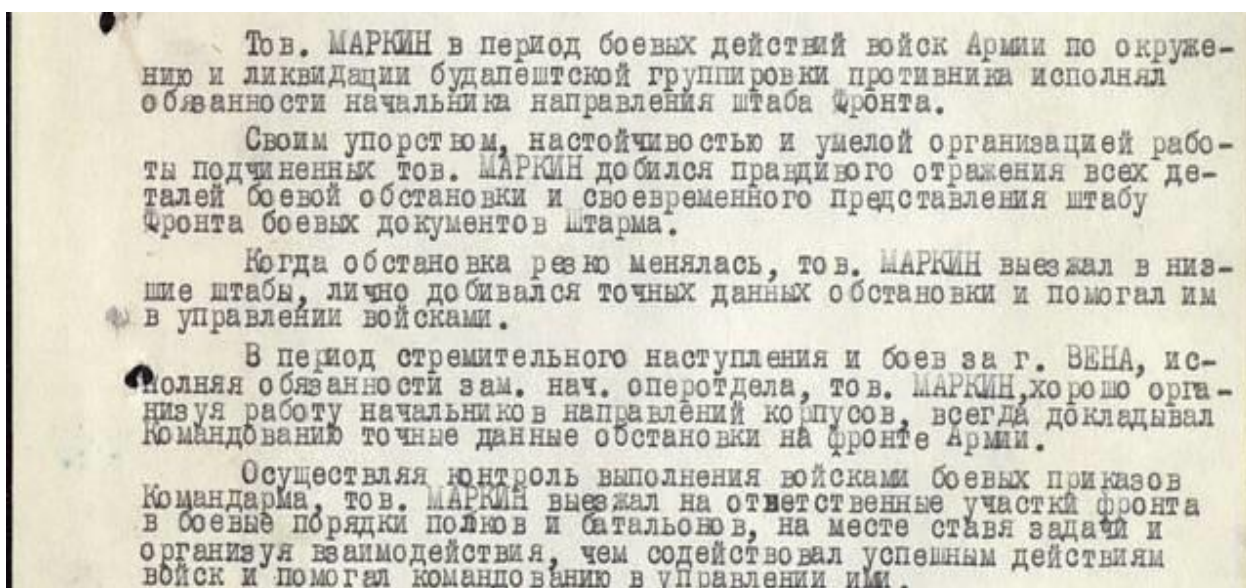 Тов. МАРКИН в период боевых действий войск Армии по окруже-
нию и ликвидации будапештской группировки противника исполнял
обязанности начальника направления штаба Фронта.
Своим упорством, настойчивостью и умелой организацией рабо-
ты подчиненных тов. МАРКИН добился правдивого отражения всех де-
талей боевой обстановки и своевременного представления штабу
Фронта боевых документов Штарма.
Когда обстановка резко менялась, тов. МАРКИН выезжал в низ-
шие штабы, лично добивался точных данных обстановки и помогал им
в управлении войсками.
В период стремительного наступления и боев за г. ВЕНА, ис-
полняя обязанности зам. нач. оперотдела, тов. МАРКИН,хорошо орга-
низуя работу начальников направлений корпусов, всегда докладывал
Командованию точные данные обстановки на фронте Армии.
Осуществляя контроль выполнения войсками боевых приказов
Командарма, тов. МАРКИН выезжал на ответственные участки фронта
в боевые порядки полков и батальонов, на месте ставя задачи и
организуя взаимодействия, чем содействовал успешным действиям
войск и помогал командованию в управлении ими.